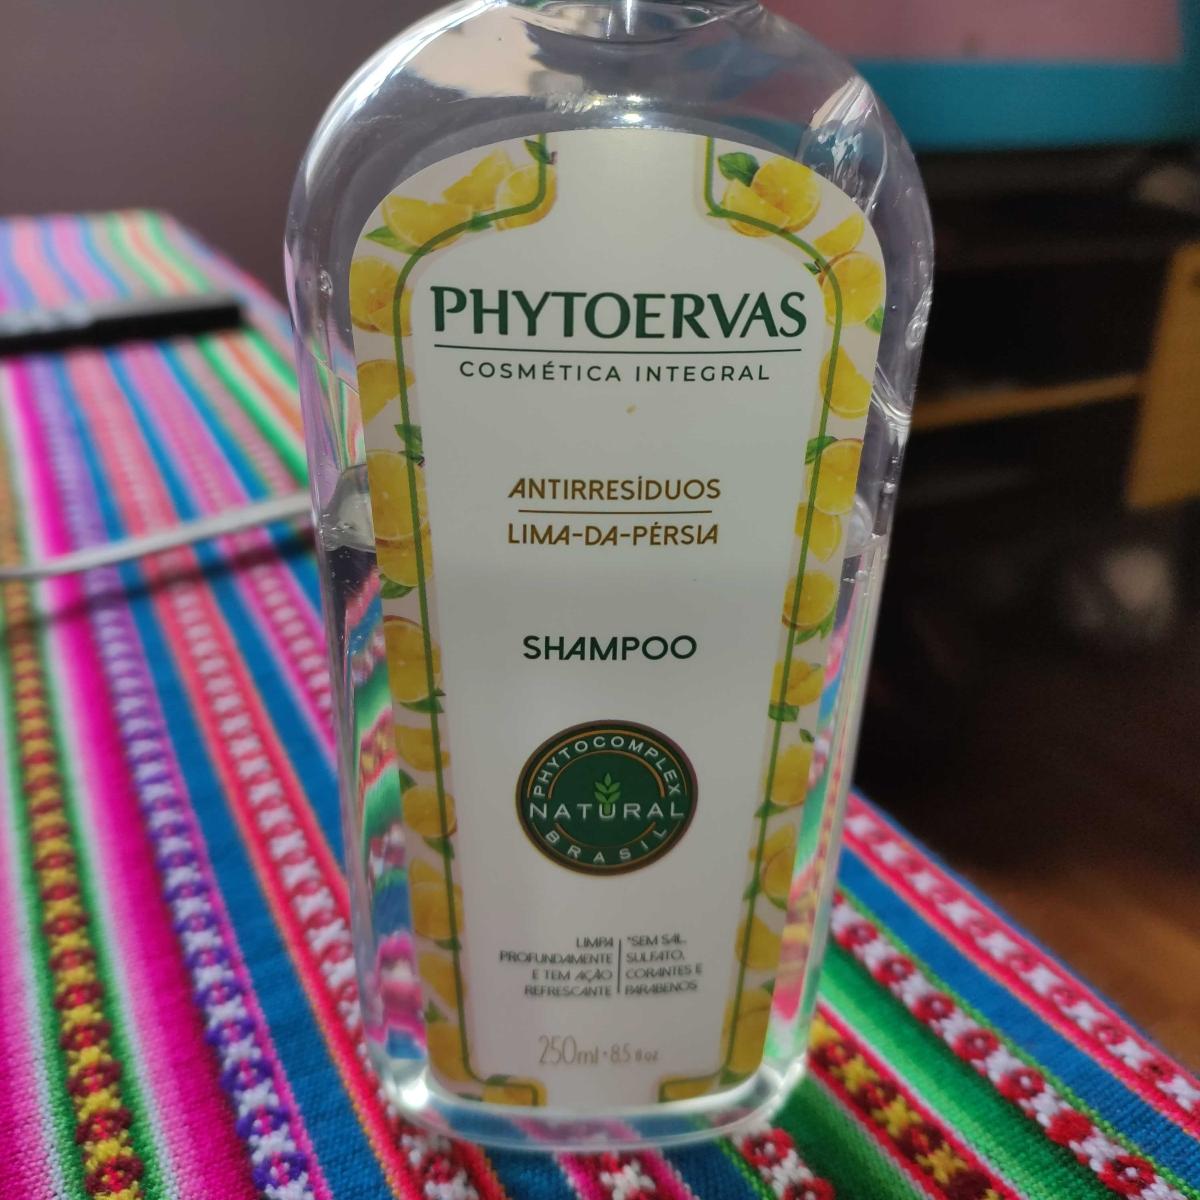 PHYTOERVAS
COSMÉTICA INTEGRAL
ANTIRRESÍDUOS
LIMA-DA-PÉRSIA
SHAMPOO
PHYTOCOMPLEX
NATURAL
BRASIL
LIMPA
PROFUNDAMENTE
E TEM AÇÃO
REFRESCANTE
*SEM SAL,
SULFATO,
CORANTES E
PARABENOS
250ml • 8.5 fl oz